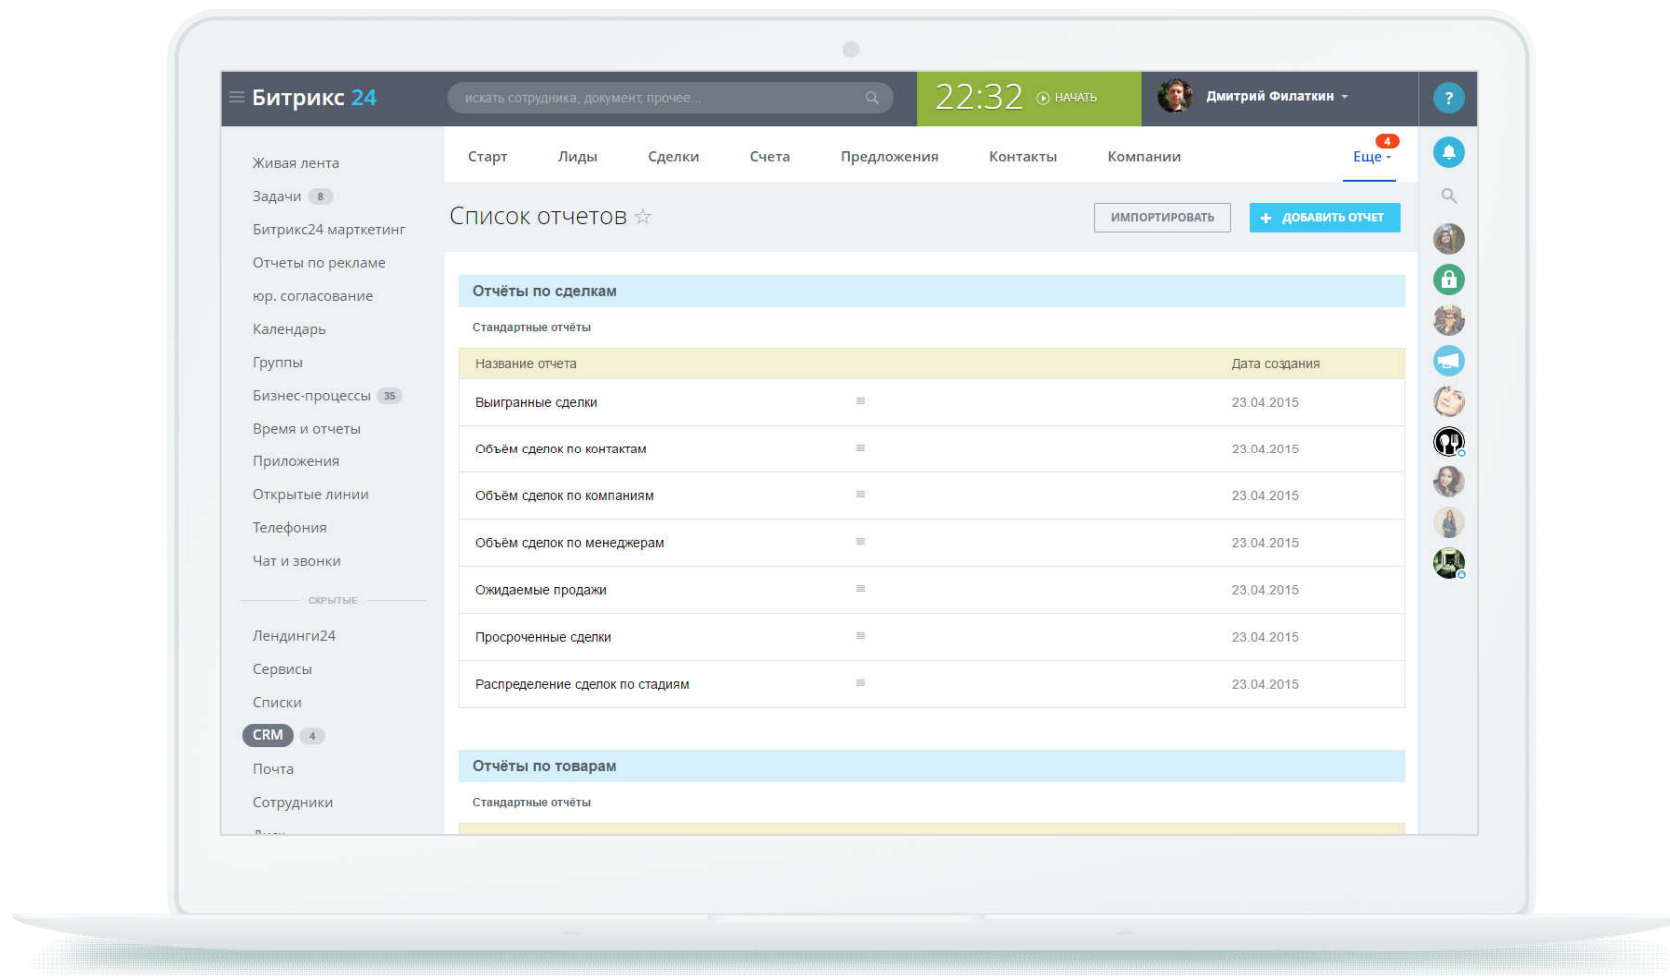 Битрикс 24
искать сотрудника, документ, прочее...
22:32 НАЧАТЬ
Дмитрий Филаткин
?
Живая лента
Задачи 8
Битрикс24 марткетинг
Отчеты по рекламе
юр. согласование
Календарь
Группы
Бизнес-процессы 35
Время и отчеты
Приложения
Открытые линии
Телефония
Чат и звонки
СКРЫТЫЕ
Лендинги24
Сервисы
Списки
CRM 4
Почта
Сотрудники
Старт Лиды Сделки Счета Предложения Контакты Компании Еще 4
Список отчетов
ИМПОРТИРОВАТЬ
+ ДОБАВИТЬ ОТЧЕТ
Отчёты по сделкам
Стандартные отчёты
Название отчета Дата создания
Выигранные сделки 23.04.2015
Объём сделок по контактам 23.04.2015
Объём сделок по компаниям 23.04.2015
Объём сделок по менеджерам 23.04.2015
Ожидаемые продажи 23.04.2015
Просроченные сделки 23.04.2015
Распределение сделок по стадиям 23.04.2015
Отчёты по товарам
Стандартные отчёты